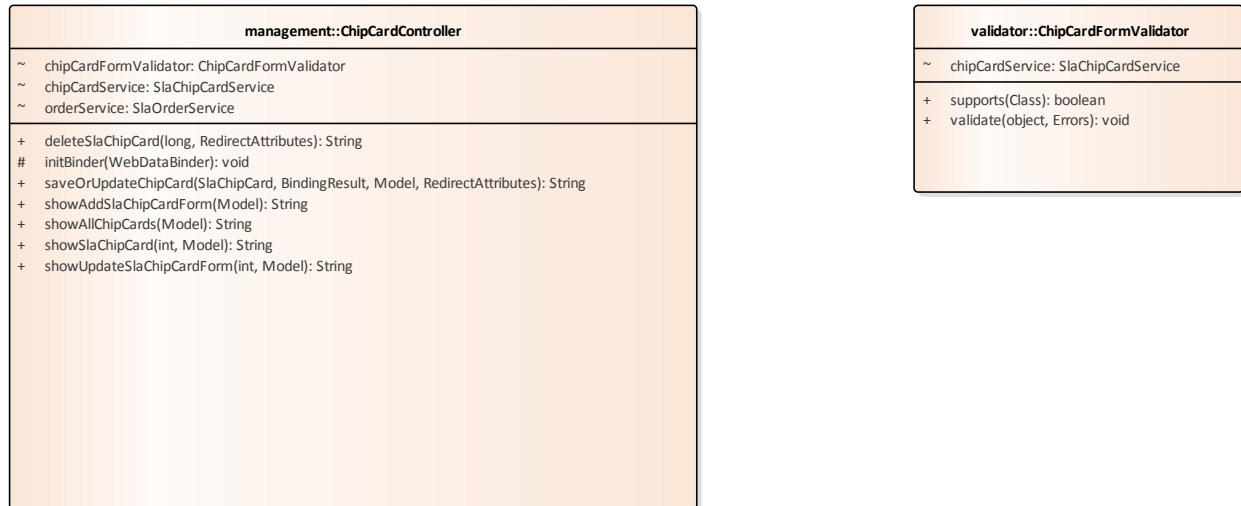 management::ChipCardController
~ chipCardFormValidator: ChipCardFormValidator
~ chipCardService: SlaChipCardService
~ orderService: SlaOrderService
+ deleteSlaChipCard(long, RedirectAttributes): String
# initBinder(WebDataBinder): void
+ saveOrUpdateChipCard(SlaChipCard, BindingResult, Model, RedirectAttributes): String
+ showAddSlaChipCardForm(Model): String
+ showAllChipCards(Model): String
+ showSlaChipCard(int, Model): String
+ showUpdateSlaChipCardForm(int, Model): String
validator::ChipCardFormValidator
~ chipCardService: SlaChipCardService
+ supports(Class): boolean
+ validate(object, Errors): void